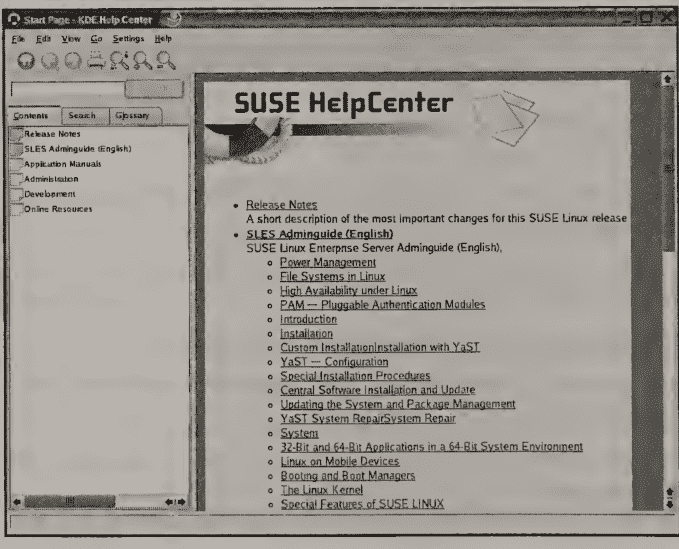 Start Page - KDE Help Center
File Edit View Go Settings Help
Contents Search Glossary
Release Notes
SLES Adminguide (English)
Application Manuals
Administration
Development
Online Resources
SUSE HelpCenter
Release Notes
A short description of the most important changes for this SUSE Linux release
SLES Adminguide (English)
SUSE Linux Enterprise Server Adminguide (English),
Power Management
File Systems in Linux
High Availability under Linux
PAM — Pluggable Authentication Modules
Introduction
Installation
Custom InstallationInstallation with YaST
YaST — Configuration
Special Installation Procedures
Central Software Installation and Update
Updating the System and Package Management
YaST System RepairSystem Repair
System
32-Bit and 64-Bit Applications in a 64-Bit System Environment
Linux on Mobile Devices
Booting and Boot Managers
The Linux Kernel
Special Features of SUSE LINUX